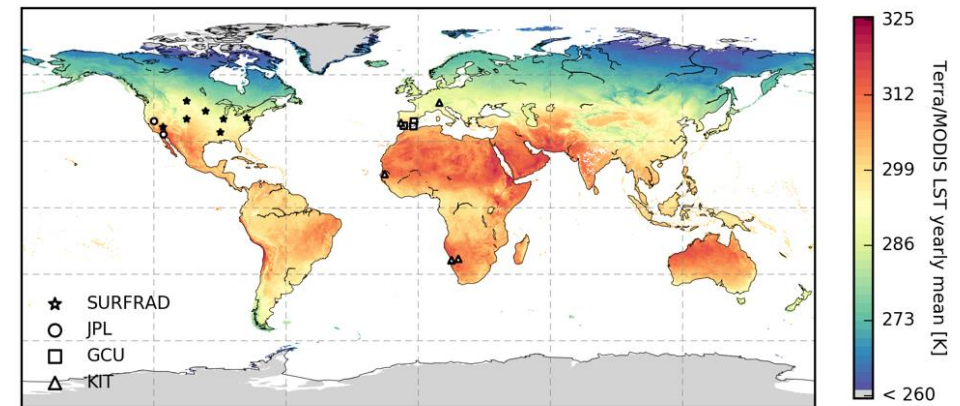 SURFRAD
JPL
GCU
KIT
325
312
299
286
273
< 260
Terra/MODIS LST yearly mean [K]